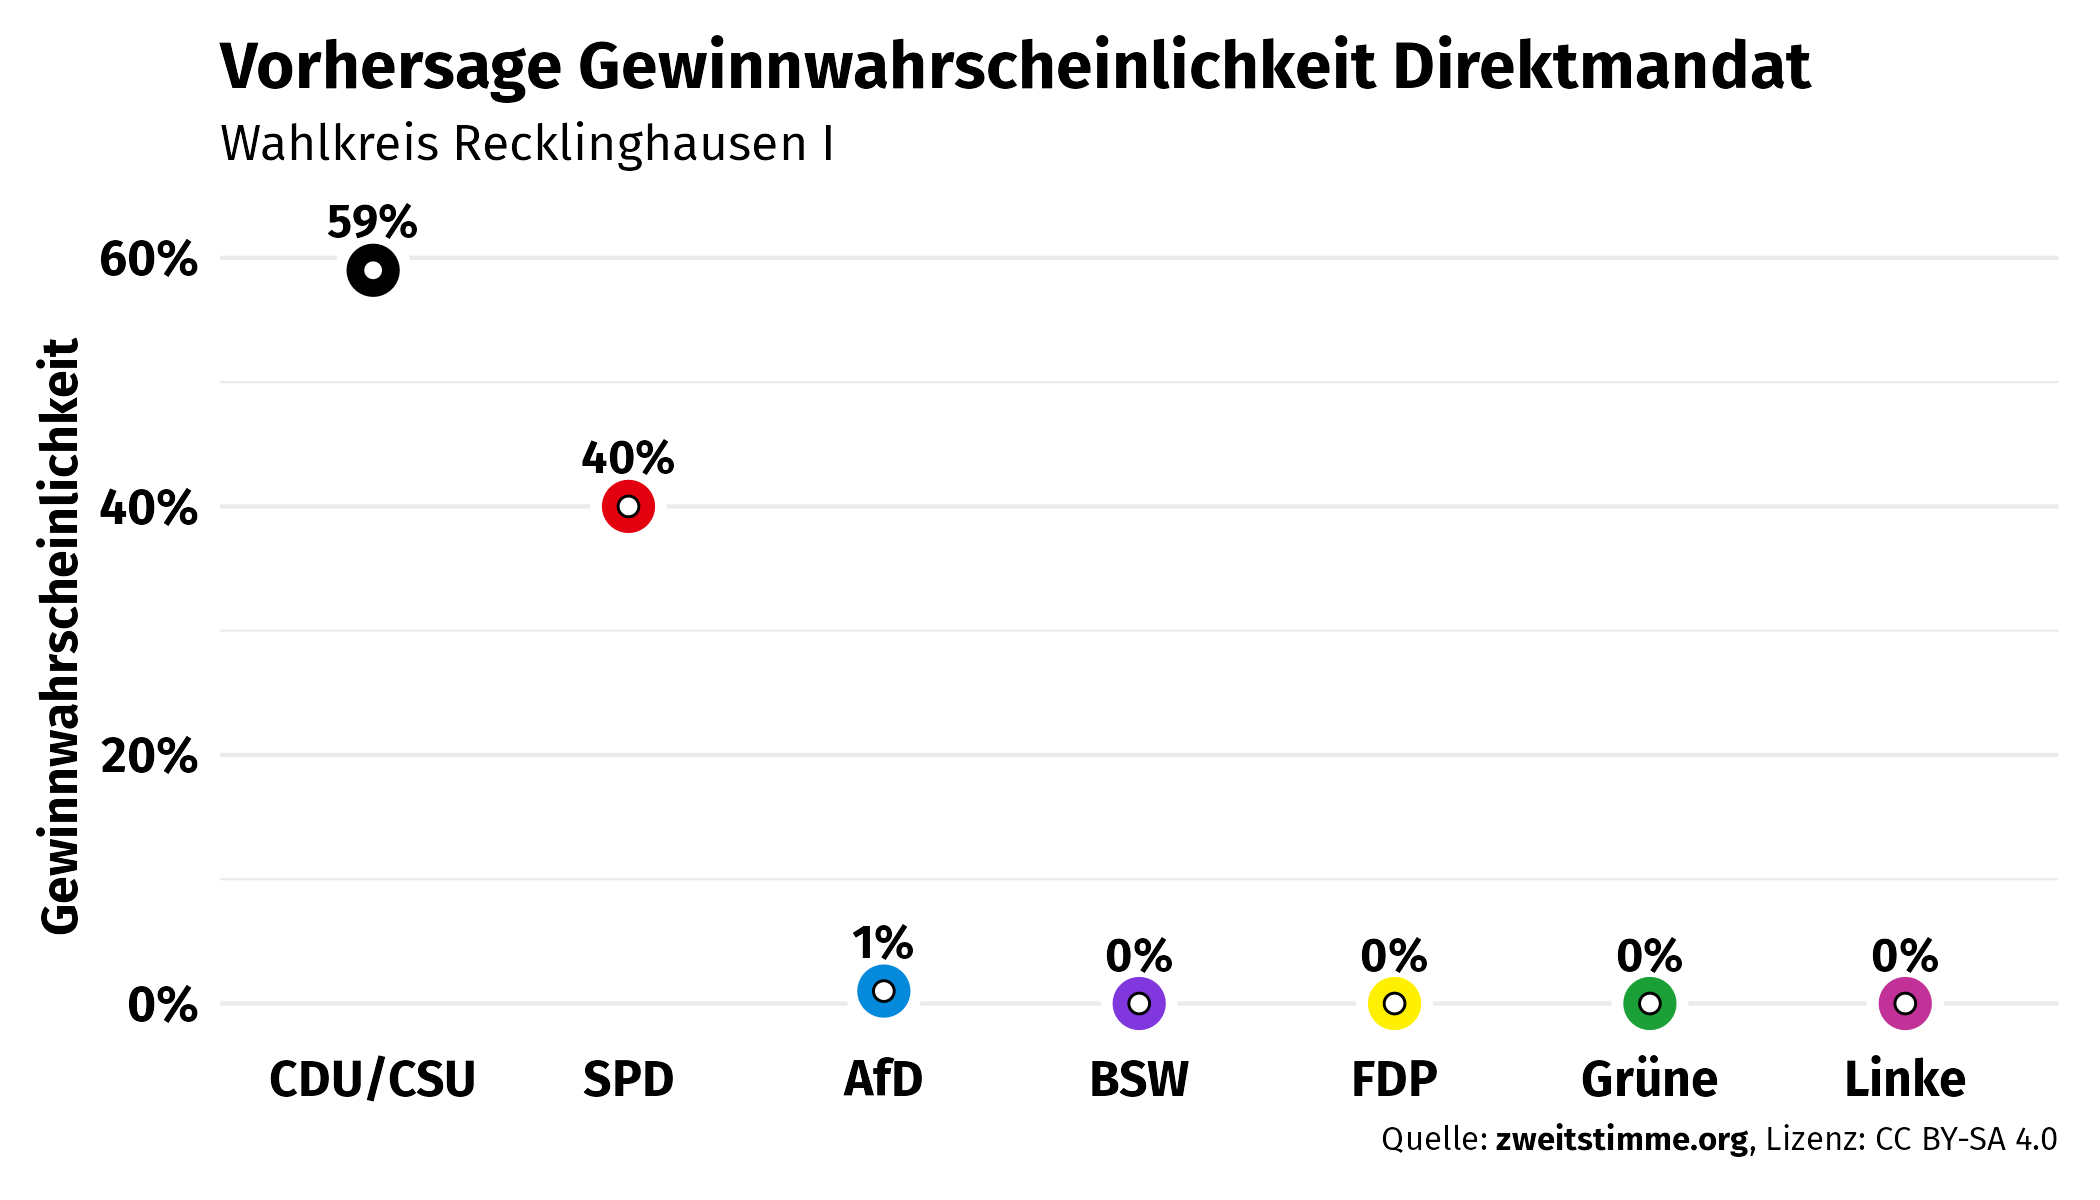 Vorhersage Gewinnwahrscheinlichkeit Direktmandat
Wahlkreis Recklinghausen I
Gewinnwahrscheinlichkeit
60%
40%
20%
0%
59%
40%
1%
0%
0%
0%
0%
CDU/CSU
SPD
AfD
BSW
FDP
Grüne
Linke
Quelle: zweitstimme.org, Lizenz: CC BY-SA 4.0